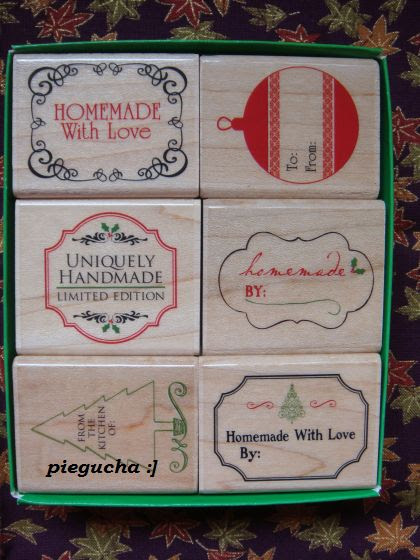 HOMEMADE
With Love
To:
From:
UNIQUELY
HANDMADE
LIMITED EDITION
homemade
BY:
FROM
THE
KITCHEN
OF:
Homemade With Love
By:
piegucha :]